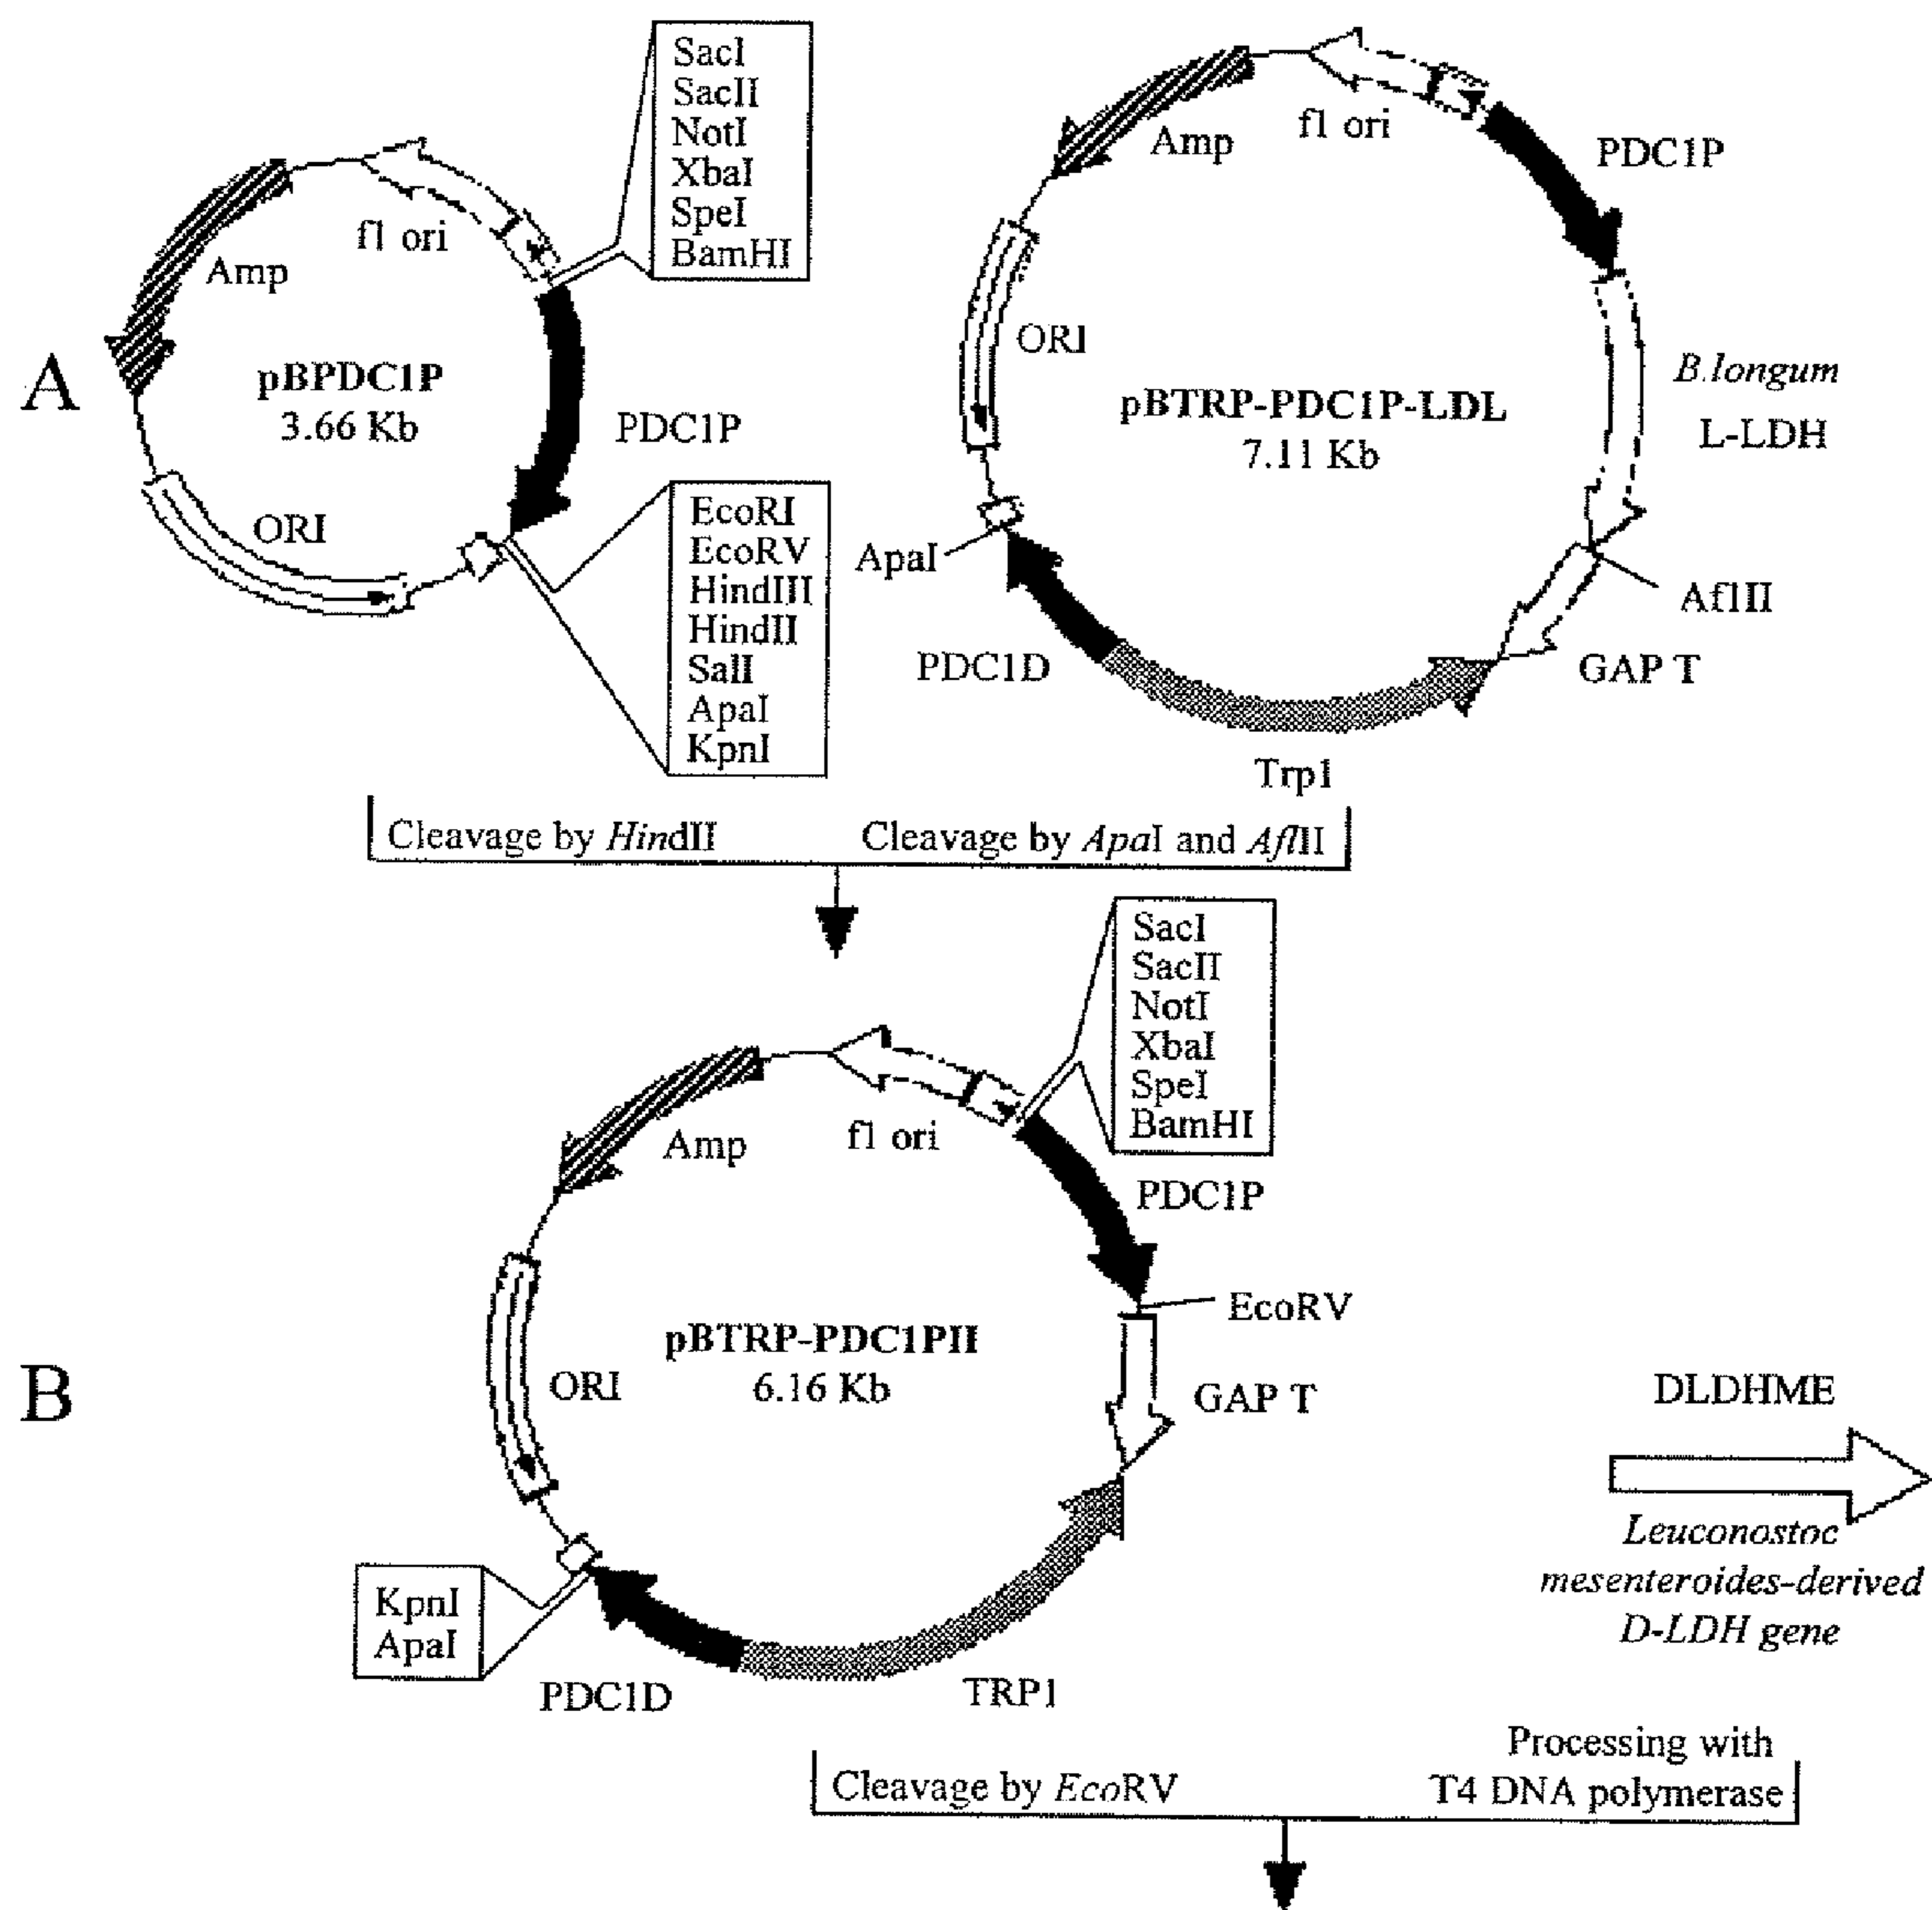 A
SacI
SacII
NotI
XbaI
SpeI
BamHI
f1 ori
Amp
pBPDC1P
3.66 Kb
PDC1P
ORI
EcoRI
EcoRV
HindIII
HindII
SalI
ApaI
KpnI
f1 ori
Amp
PDC1P
ORI
pBTRP-PDC1P-LDL
7.11 Kb
B.longum
L-LDH
ApaI
AflII
PDC1D
GAP T
Trp1
Cleavage by HindII
Cleavage by ApaI and AflII
B
SacI
SacII
NotI
XbaI
SpeI
BamHI
f1 ori
Amp
PDC1P
EcoRV
pBTRP-PDC1PII
6.16 Kb
ORI
GAP T
KpnI
ApaI
PDC1D
TRP1
DLDHME
Leuconostoc
mesenteroides-derived
D-LDH gene
Cleavage by EcoRV
Processing with
T4 DNA polymerase